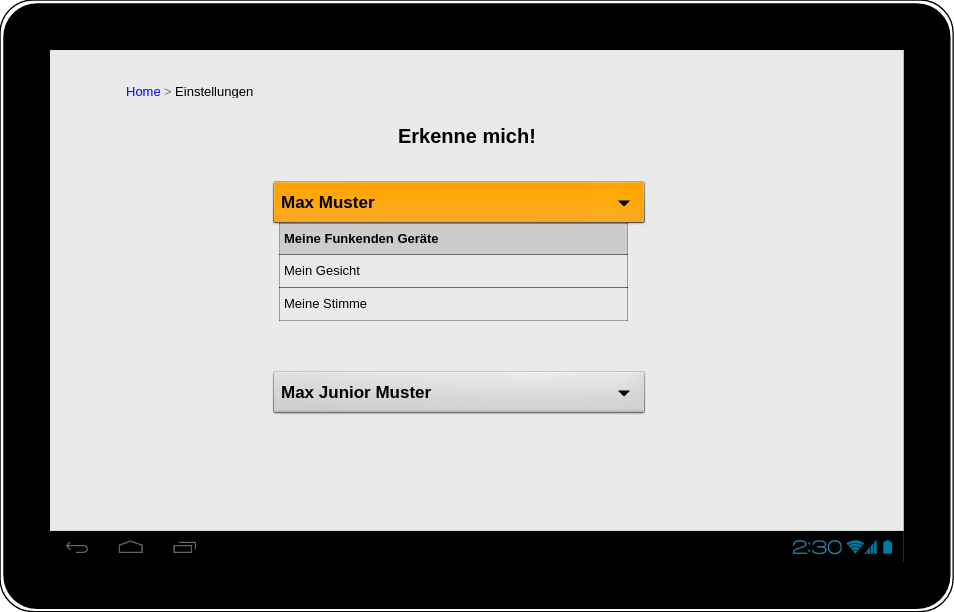 Home > Einstellungen
Erkenne mich!
Max Muster
Meine Funkenden Geräte
Mein Gesicht
Meine Stimme
Max Junior Muster
2:30